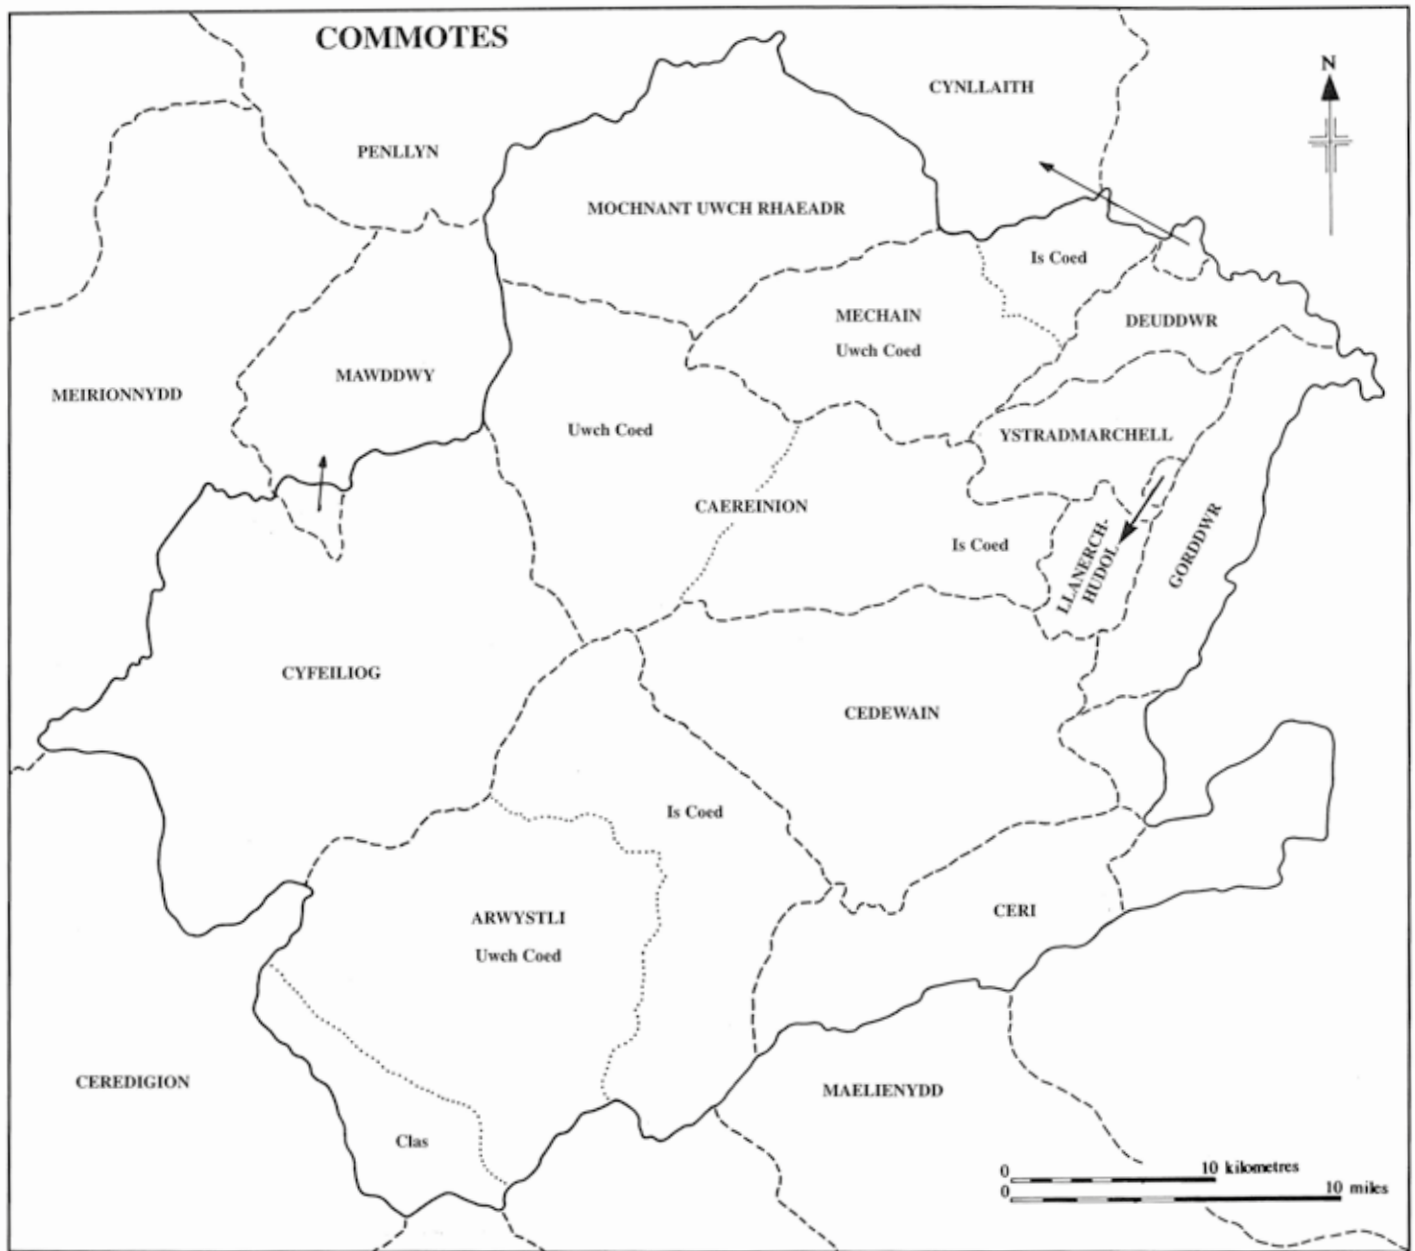 COMMOTES
N
CYNLLAITH
PENLLYN
MOCHNANT UWCH RHAEADR
Is Coed
MECHAIN
Uwch Coed
DEUDDWR
MAWDDWY
MEIRIONNYDD
Uwch Coed
YSTRADMARCHELL
CAEREINION
Is Coed
LLANERCH-
HUDOL
GORDDWR
CYFEILIOG
CEDEWAIN
Is Coed
ARWYSTLI
Uwch Coed
CERI
CEREDIGION
MAELIENYDD
Clas
0 10 kilometres
0 10 miles